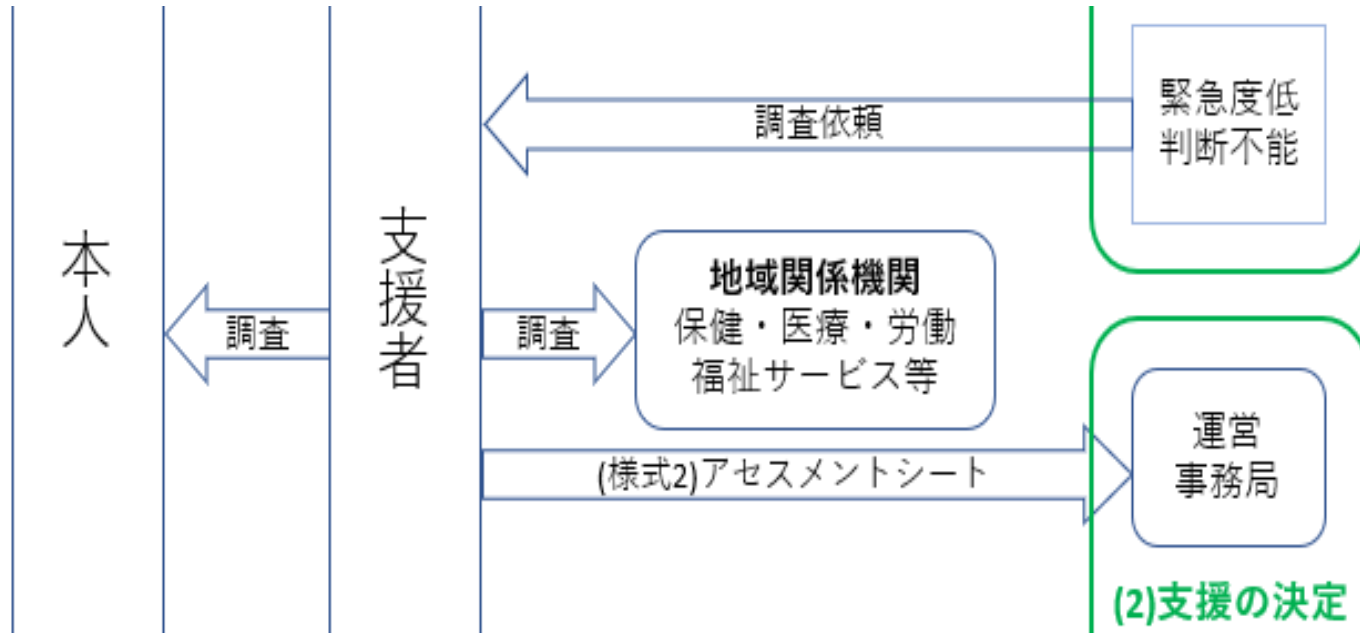 緊急度低
判断不能
調査依頼
本人
支援者
地域関係機関
保健・医療・労働
福祉サービス等
調査
調査
運営
事務局
(様式2)アセスメントシート
(2)支援の決定